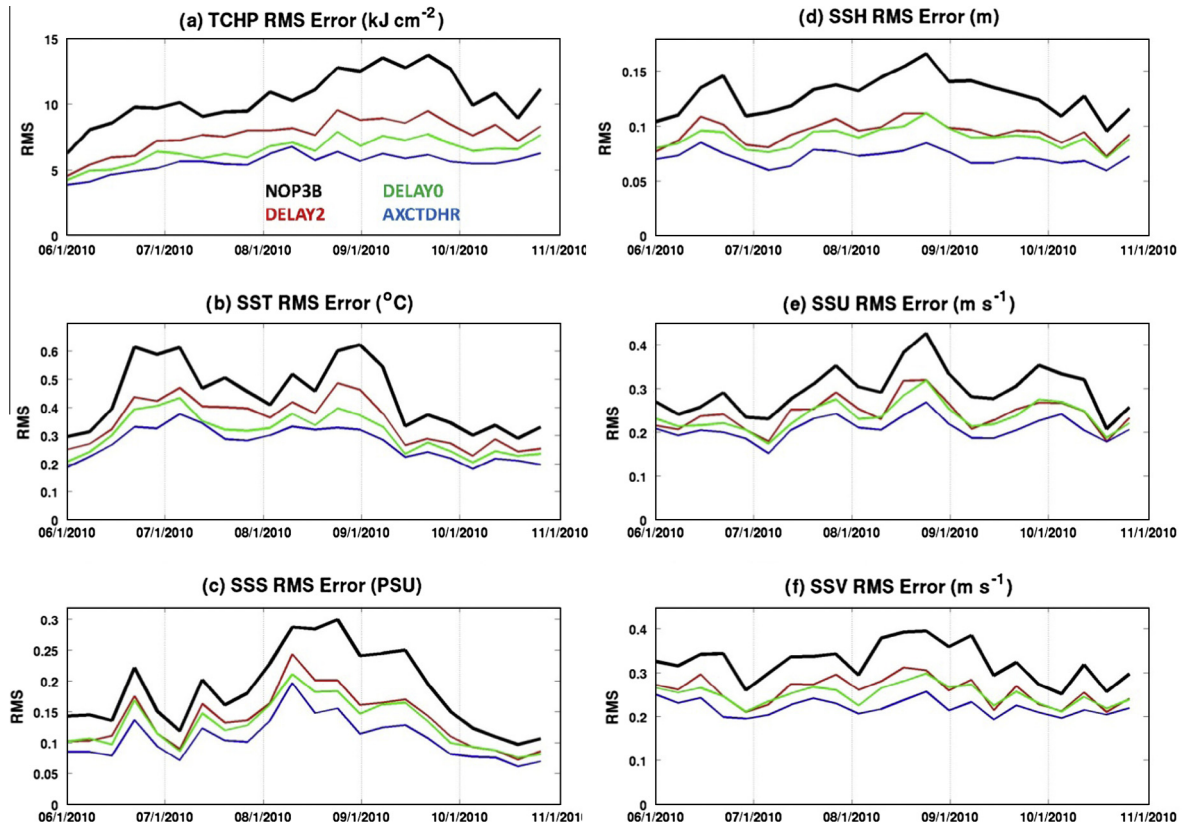 (a) TCHP RMS Error (kJ cm⁻²)
15
10
5
0
RMS
NOP3B DELAY0
DELAY2 AXCTDHR
06/1/2010 07/1/2010 08/1/2010 09/1/2010 10/1/2010 11/1/2010
(b) SST RMS Error (°C)
0.6
0.5
0.4
0.3
0.2
0.1
0
RMS
06/1/2010 07/1/2010 08/1/2010 09/1/2010 10/1/2010 11/1/2010
(c) SSS RMS Error (PSU)
0.3
0.25
0.2
0.15
0.1
0.05
0
RMS
06/1/2010 07/1/2010 08/1/2010 09/1/2010 10/1/2010 11/1/201
(d) SSH RMS Error (m)
0.15
0.1
0.05
0
RMS
06/1/2010 07/1/2010 08/1/2010 09/1/2010 10/1/2010 11/1/2010
(e) SSU RMS Error (m s⁻¹)
0.4
0.3
0.2
0.1
0
RMS
06/1/2010 07/1/2010 08/1/2010 09/1/2010 10/1/2010 11/1/2010
(f) SSV RMS Error (m s⁻¹)
0.4
0.3
0.2
0.1
0
RMS
06/1/2010 07/1/2010 08/1/2010 09/1/2010 10/1/2010 11/1/2010